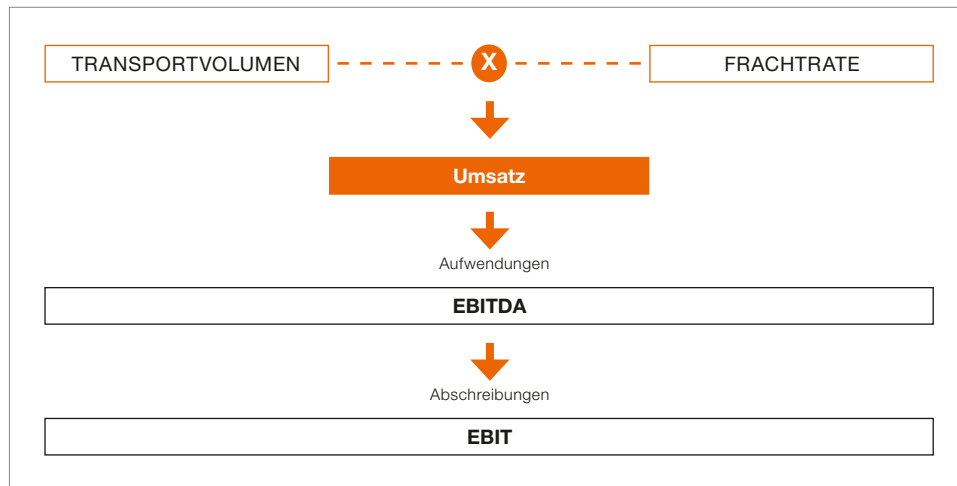 TRANSPORTVOLUMEN X FRACHTRATE
Umsatz
Aufwendungen
EBITDA
Abschreibungen
EBIT